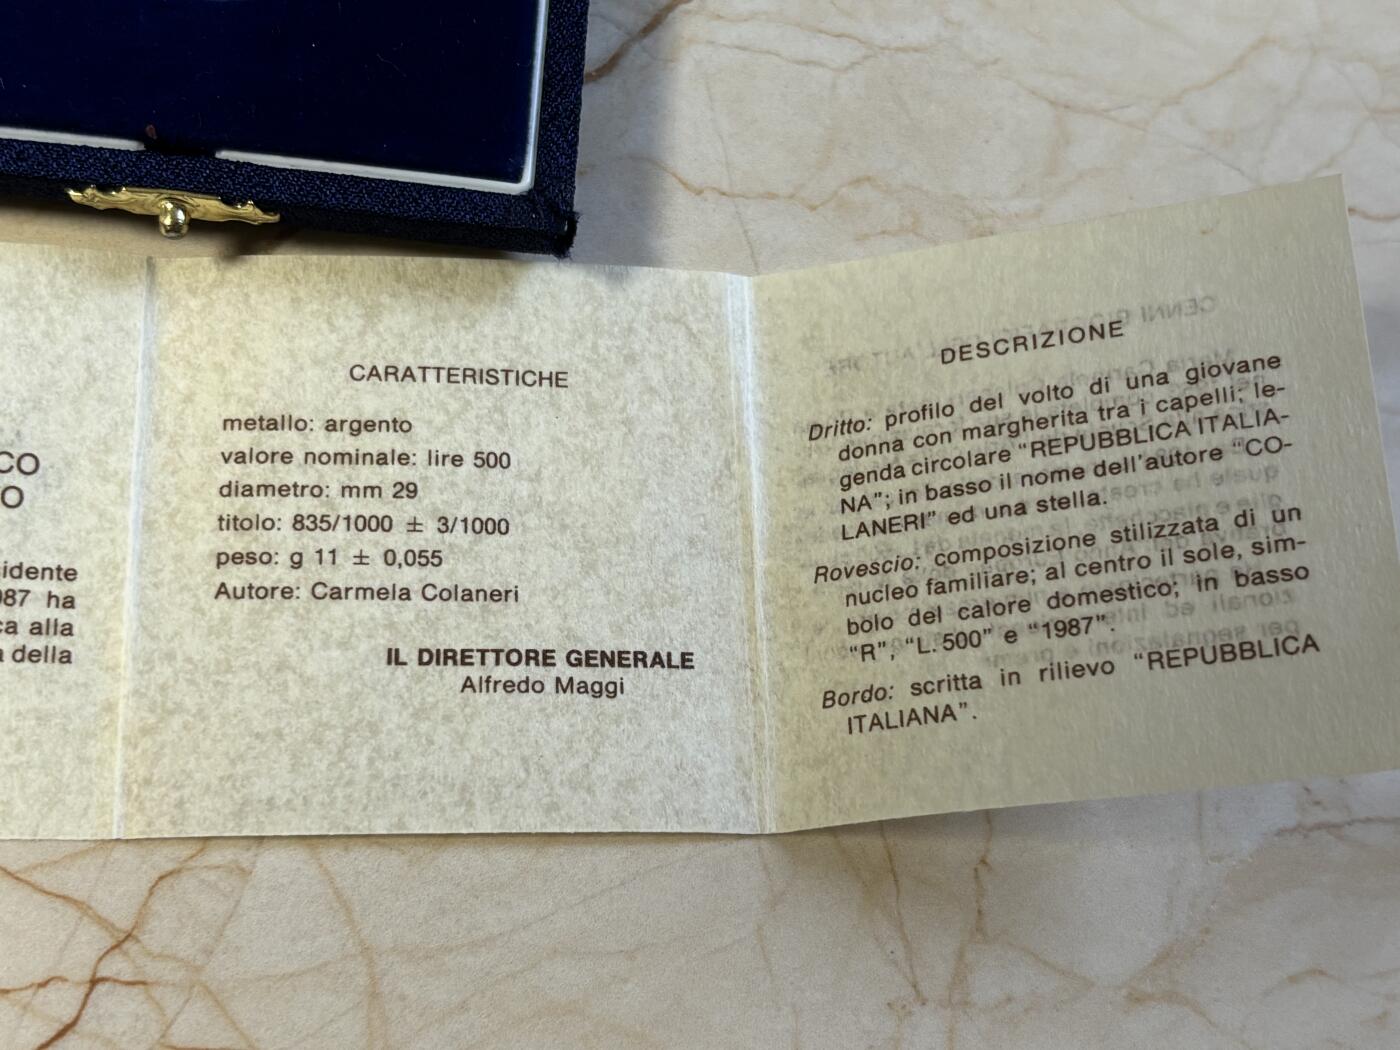 CO
O
idente
987 ha
ca alla
a della
CARATTERISTICHE
metallo: argento
valore nominale: lire 500
diametro: mm 29
titolo: 835/1000 ± 3/1000
peso: g 11 ± 0,055
Autore: Carmela Colaneri
IL DIRETTORE GENERALE
Alfredo Maggi
DESCRIZIONE
Dritto: profilo del volto di una giovane
donna con margherita tra i capelli; le-
genda circolare “REPUBBLICA ITALIA-
NA”; in basso il nome dell’autore “CO-
LANERI” ed una stella.
Rovescio: composizione stilizzata di un
nucleo familiare; al centro il sole, sim-
bolo del calore domestico; in basso
“R”, “L. 500” e “1987”.
Bordo: scritta in rilievo “REPUBBLICA
ITALIANA”.